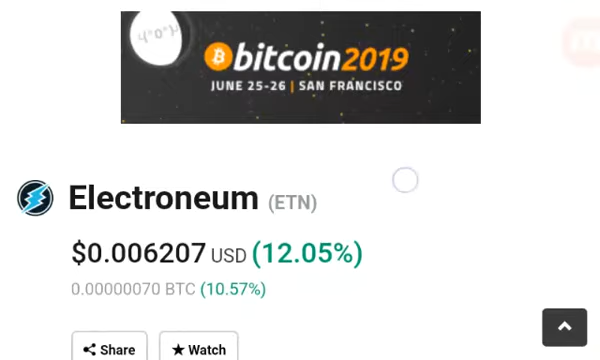 bitcoin2019
JUNE 25-26 | SAN FRANCISCO
Electroneum (ETN)
$0.006207 USD (12.05%)
0.00000070 BTC (10.57%)
Share
Watch